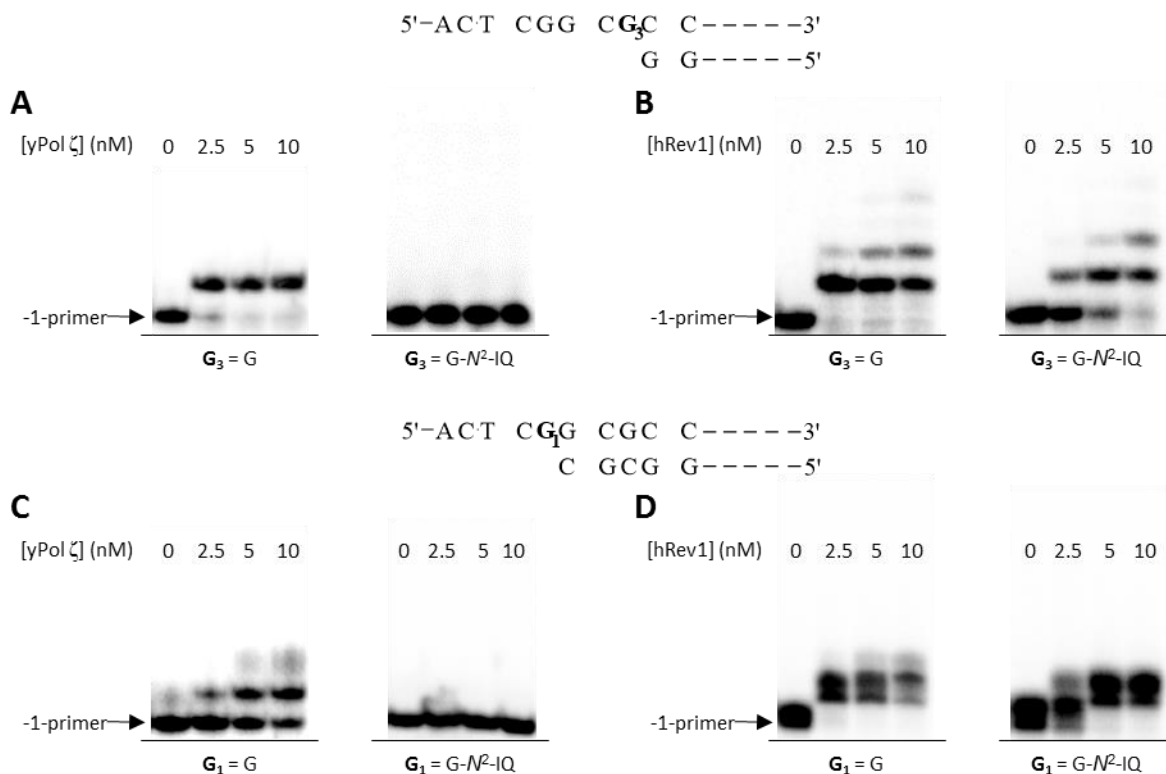 5'-ACT CGG CG₃C C-----3'
G G-----5'
A
[yPol ζ] (nM) 0 2.5 5 10
-1-primer
G₃ = G
G₃ = G-N²-IQ
B
[hRev1] (nM) 0 2.5 5 10 0 2.5 5 10
-1-primer
G₃ = G
G₃ = G-N²-IQ
5'-ACT CG₁G CGC C-----3'
C GCG G-----5'
C
[yPol ζ] (nM) 0 2.5 5 10 0 2.5 5 10
-1-primer
G₁ = G
G₁ = G-N²-IQ
D
[hRev1] (nM) 0 2.5 5 10 0 2.5 5 10
-1-primer
G₁ = G
G₁ = G-N²-IQ